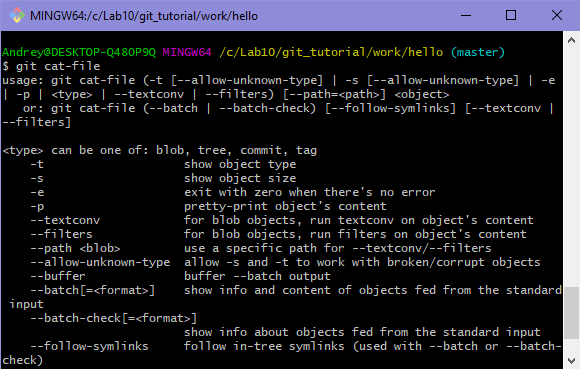 MINGW64:/c/Lab10/git_tutorial/work/hello
Andrey@DESKTOP-Q48OP9Q MINGW64 /c/Lab10/git_tutorial/work/hello (master)
$ git cat-file
usage: git cat-file (-t [--allow-unknown-type] | -s [--allow-unknown-type] | -e
| -p | <type> | --textconv | --filters) [--path=<path>] <object>
   or: git cat-file (--batch | --batch-check) [--follow-symlinks] [--textconv |
--filters]

<type> can be one of: blob, tree, commit, tag
    -t                    show object type
    -s                    show object size
    -e                    exit with zero when there's no error
    -p                    pretty-print object's content
    --textconv            for blob objects, run textconv on object's content
    --filters             for blob objects, run filters on object's content
    --path <blob>         use a specific path for --textconv/--filters
    --allow-unknown-type  allow -s and -t to work with broken/corrupt objects
    --buffer              buffer --batch output
    --batch[=<format>]    show info and content of objects fed from the standard
 input
    --batch-check[=<format>]
                          show info about objects fed from the standard input
    --follow-symlinks     follow in-tree symlinks (used with --batch or --batch-
check)